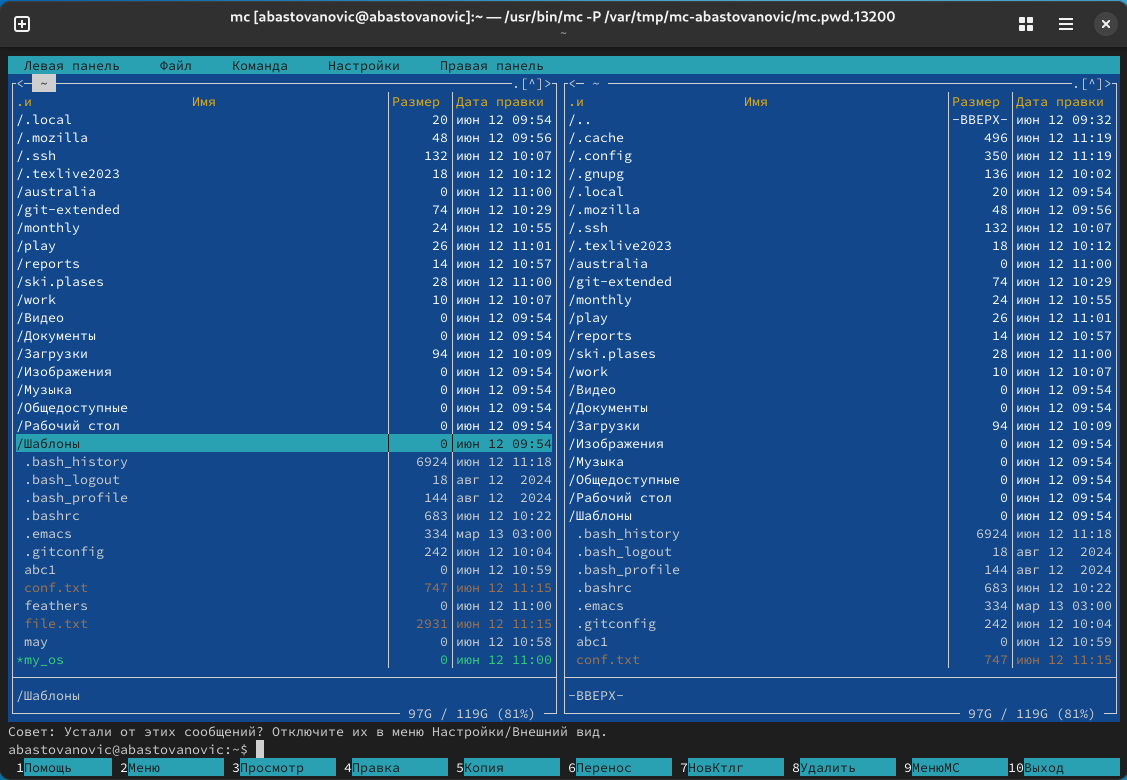 mc [abastovanovic@abastovanovic]:~ — /usr/bin/mc -P /var/tmp/mc-abastovanovic/mc.pwd.13200
~
Левая панель Файл Команда Настройки Правая панель
<— ~ .[^]>
.и Имя Размер Дата правки
/.local 20 июн 12 09:54
/.mozilla 48 июн 12 09:56
/.ssh 132 июн 12 10:07
/.texlive2023 18 июн 12 10:12
/australia 0 июн 12 11:00
/git-extended 74 июн 12 10:29
/monthly 24 июн 12 10:55
/play 26 июн 12 11:01
/reports 14 июн 12 10:57
/ski.plases 28 июн 12 11:00
/work 10 июн 12 10:07
/Видео 0 июн 12 09:54
/Документы 0 июн 12 09:54
/Загрузки 94 июн 12 10:09
/Изображения 0 июн 12 09:54
/Музыка 0 июн 12 09:54
/Общедоступные 0 июн 12 09:54
/Рабочий стол 0 июн 12 09:54
/Шаблоны 0 июн 12 09:54
.bash_history 6924 июн 12 11:18
.bash_logout 18 авг 12 2024
.bash_profile 144 авг 12 2024
.bashrc 683 июн 12 10:22
.emacs 334 мар 13 03:00
.gitconfig 242 июн 12 10:04
abc1 0 июн 12 10:59
conf.txt 747 июн 12 11:15
feathers 0 июн 12 11:00
file.txt 2931 июн 12 11:15
may 0 июн 12 10:58
*my_os 0 июн 12 11:00
/Шаблоны
97G / 119G (81%)
<— ~ .[^]>
.и Имя Размер Дата правки
/.. -ВВЕРХ- июн 12 09:32
/.cache 496 июн 12 11:19
/.config 350 июн 12 11:19
/.gnupg 136 июн 12 10:02
/.local 20 июн 12 09:54
/.mozilla 48 июн 12 09:56
/.ssh 132 июн 12 10:07
/.texlive2023 18 июн 12 10:12
/australia 0 июн 12 11:00
/git-extended 74 июн 12 10:29
/monthly 24 июн 12 10:55
/play 26 июн 12 11:01
/reports 14 июн 12 10:57
/ski.plases 28 июн 12 11:00
/work 10 июн 12 10:07
/Видео 0 июн 12 09:54
/Документы 0 июн 12 09:54
/Загрузки 94 июн 12 10:09
/Изображения 0 июн 12 09:54
/Музыка 0 июн 12 09:54
/Общедоступные 0 июн 12 09:54
/Рабочий стол 0 июн 12 09:54
/Шаблоны 0 июн 12 09:54
.bash_history 6924 июн 12 11:18
.bash_logout 18 авг 12 2024
.bash_profile 144 авг 12 2024
.bashrc 683 июн 12 10:22
.emacs 334 мар 13 03:00
.gitconfig 242 июн 12 10:04
abc1 0 июн 12 10:59
conf.txt 747 июн 12 11:15
-ВВЕРХ-
97G / 119G (81%)
Совет: Устали от этих сообщений? Отключите их в меню Настройки/Внешний вид.
abastovanovic@abastovanovic:~$
1Помощь 2Меню 3Просмотр 4Правка 5Копия 6Перенос 7НовКтлг 8Удалить 9МенюМС 10Выход